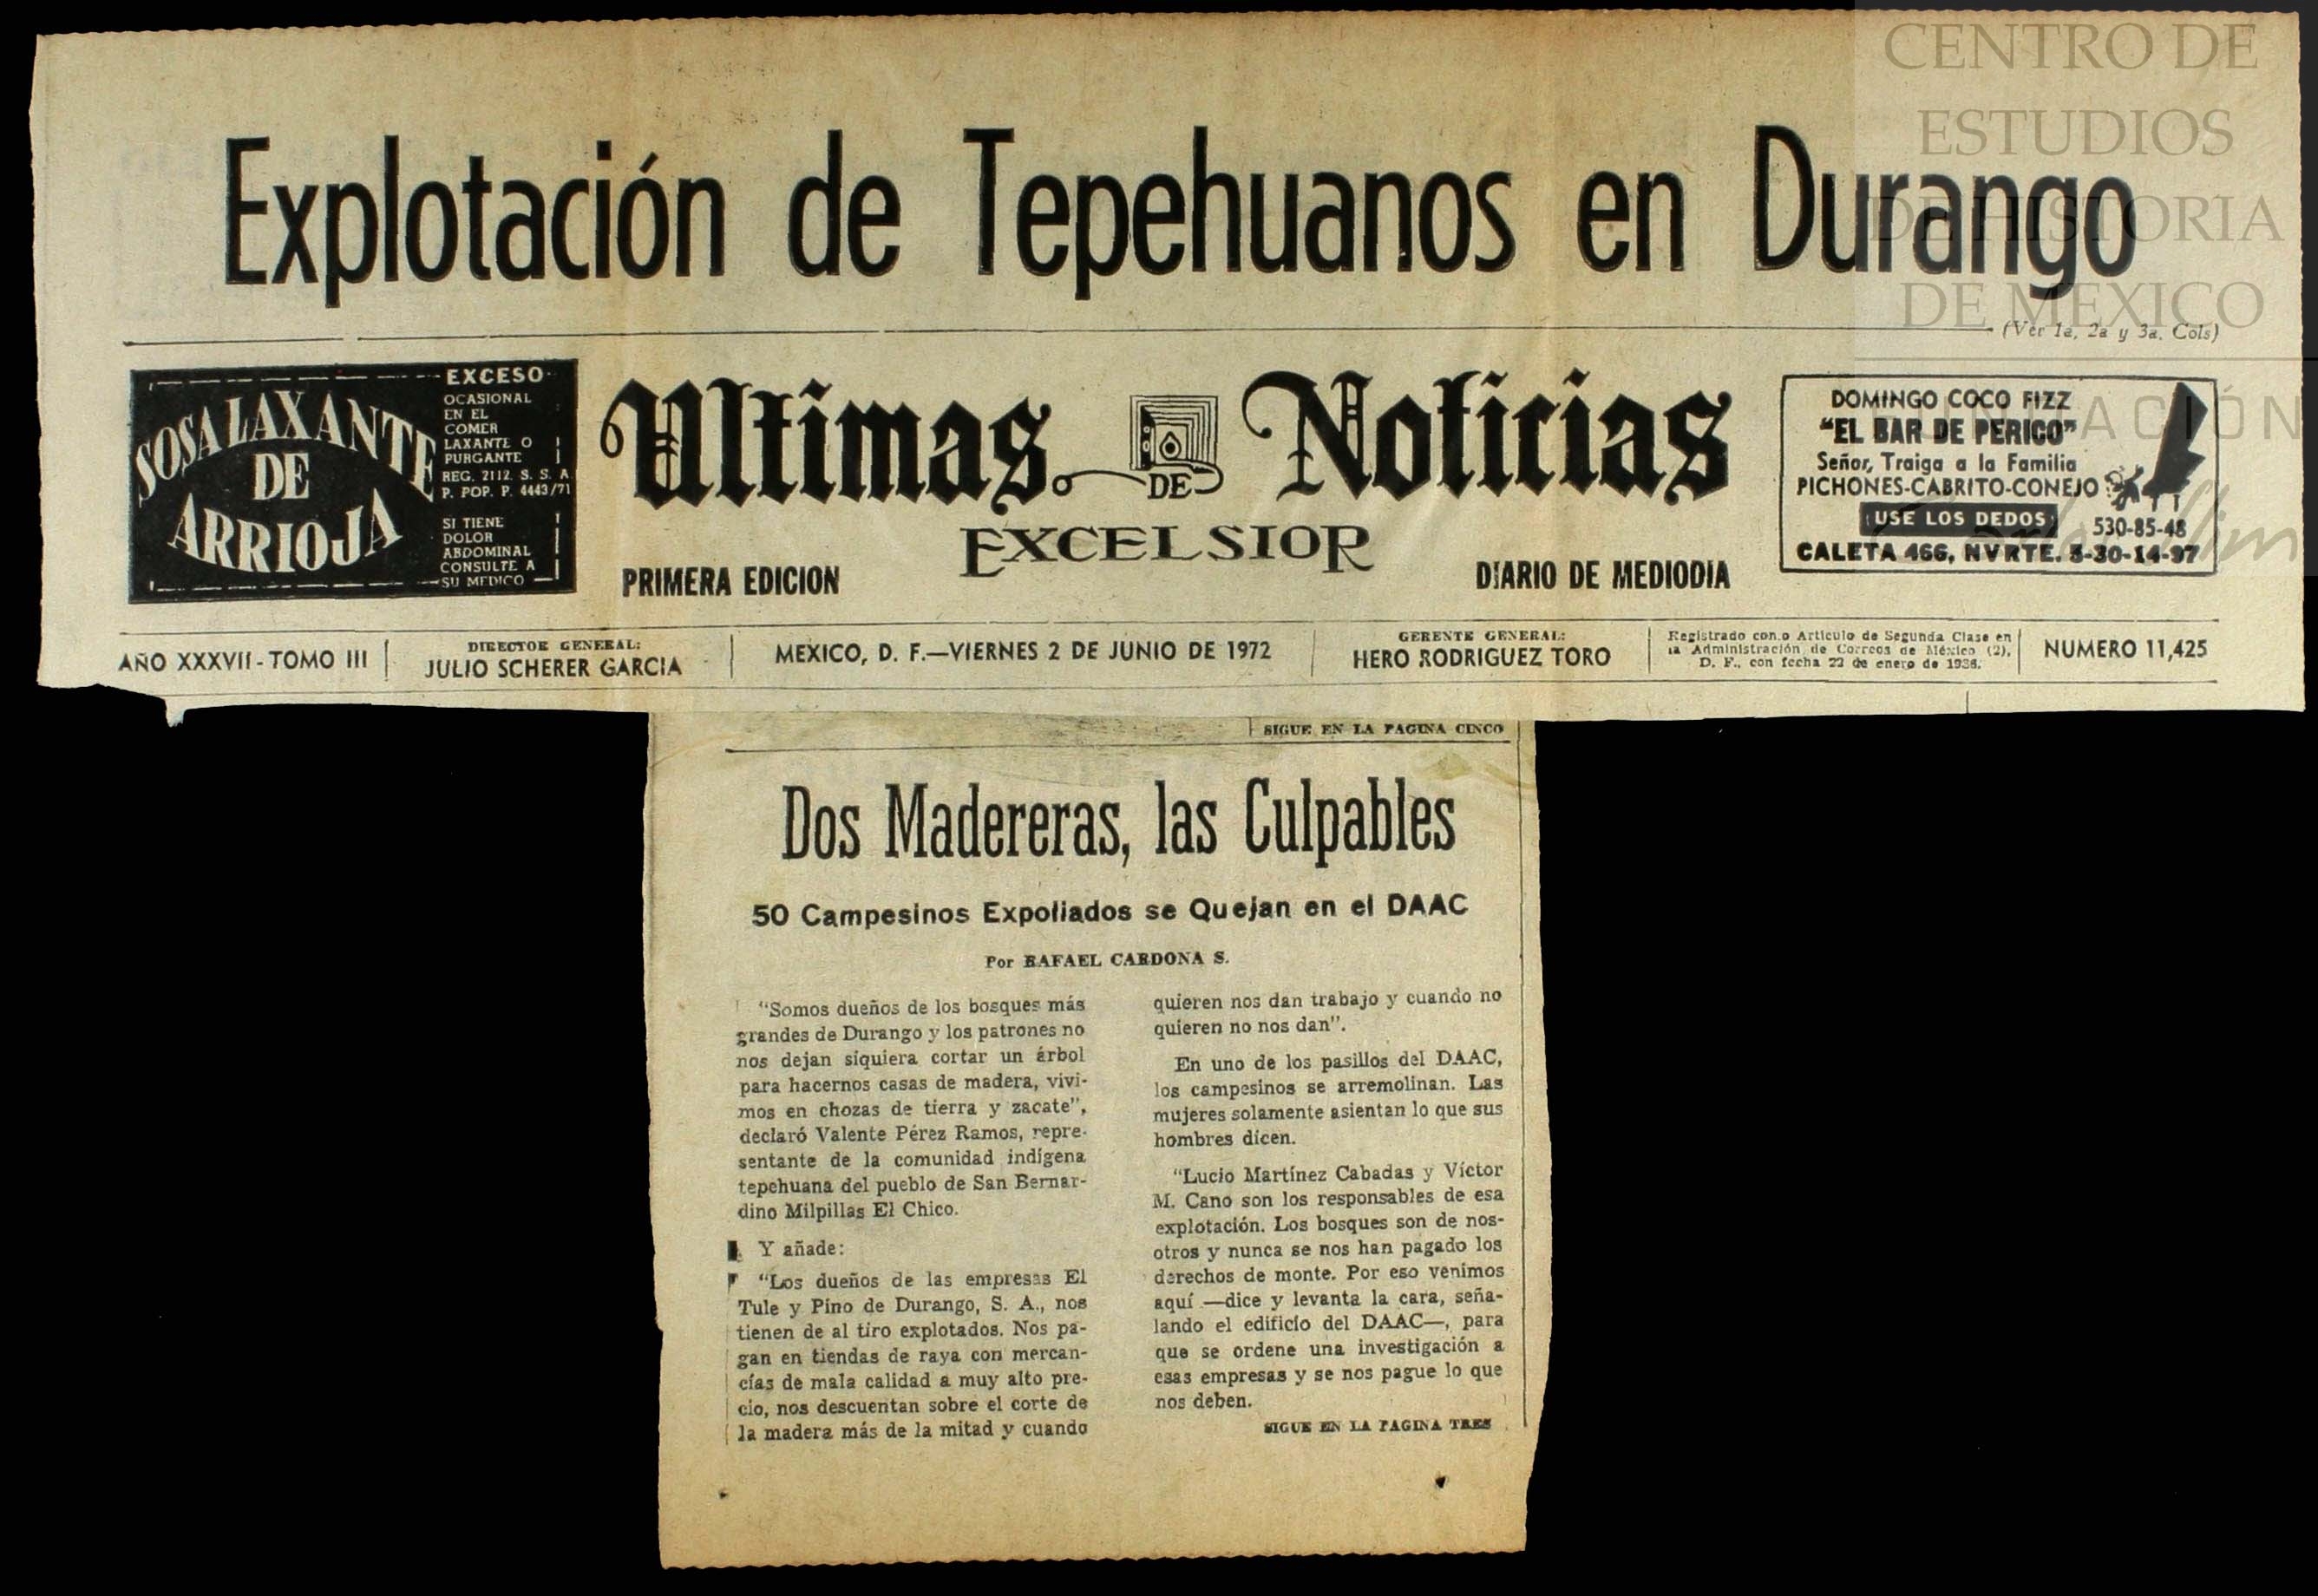 CENTRO DE
ESTUDIOS
DE HISTORIA
DE MEXICO
Explotación de Tepehuanos en Durango
(Ver 1a, 2a y 3a. Cols)
SOSA LAXANTE
DE
ARRIOJA
EXCESO
OCASIONAL
EN EL
COMER
LAXANTE O
PURGANTE
REG. 2112. S. S. A
P. POP. P. 4443/71
SI TIENE
DOLOR
ABDOMINAL
CONSULTE A
SU MEDICO
Ultimas Noticias
DE
EXCELSIOR
PRIMERA EDICION
DIARIO DE MEDIODIA
DOMINGO COCO FIZZ
"EL BAR DE PERICO"
Señor, Traiga a la Familia
PICHONES-CABRITO-CONEJO
USE LOS DEDOS
530-85-48
CALETA 466, NVRTE. 5-30-14-97
FUNDACIÓN
Carlos Slim
AÑO XXXVII - TOMO III
DIRECTOR GENERAL:
JULIO SCHERER GARCIA
MEXICO, D. F.—VIERNES 2 DE JUNIO DE 1972
GERENTE GENERAL:
HERO RODRIGUEZ TORO
Registrado como Artículo de Segunda Clase en
la Administración de Correos de México (2),
D. F., con fecha 22 de enero de 1936.
NUMERO 11,425
SIGUE EN LA PAGINA CINCO
Dos Madereras, las Culpables
50 Campesinos Expoliados se Quejan en el DAAC
Por RAFAEL CARDONA S.
"Somos dueños de los bosques más
grandes de Durango y los patrones no
nos dejan siquiera cortar un árbol
para hacernos casas de madera, vivi-
mos en chozas de tierra y zacate",
declaró Valente Pérez Ramos, repre-
sentante de la comunidad indígena
tepehuana del pueblo de San Bernar-
dino Milpillas El Chico.
Y añade:
"Los dueños de las empresas El
Tule y Pino de Durango, S. A., nos
tienen de al tiro explotados. Nos pa-
gan en tiendas de raya con mercan-
cías de mala calidad a muy alto pre-
cio, nos descuentan sobre el corte de
la madera más de la mitad y cuando
quieren nos dan trabajo y cuando no
quieren no nos dan".
En uno de los pasillos del DAAC,
los campesinos se arremolinan. Las
mujeres solamente asientan lo que sus
hombres dicen.
"Lucio Martínez Cabadas y Víctor
M. Cano son los responsables de esa
explotación. Los bosques son de nos-
otros y nunca se nos han pagado los
derechos de monte. Por eso venimos
aquí —dice y levanta la cara, seña-
lando el edificio del DAAC—, para
que se ordene una investigación a
esas empresas y se nos pague lo que
nos deben.
SIGUE EN LA PAGINA TRES